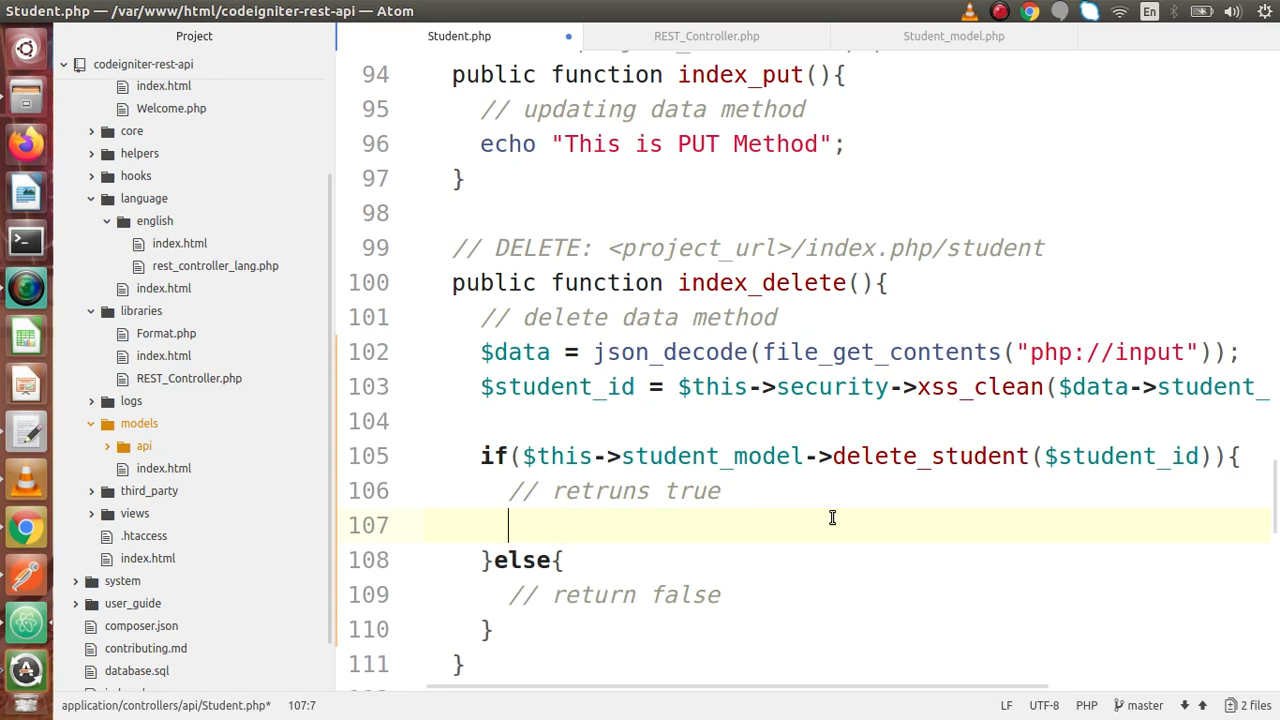 Student.php — /var/www/html/codeigniter-rest-api — Atom
En
Project
Student.php
REST_Controller.php
Student_model.php
codeigniter-rest-api
index.html
Welcome.php
core
helpers
hooks
language
english
index.html
rest_controller_lang.php
index.html
libraries
Format.php
index.html
REST_Controller.php
logs
models
api
index.html
third_party
views
.htaccess
index.html
system
user_guide
composer.json
contributing.md
database.sql
94 public function index_put(){
95 // updating data method
96 echo "This is PUT Method";
97 }
98
99 // DELETE: <project_url>/index.php/student
100 public function index_delete(){
101 // delete data method
102 $data = json_decode(file_get_contents("php://input"));
103 $student_id = $this->security->xss_clean($data->student_
104
105 if($this->student_model->delete_student($student_id)){
106 // retruns true
107
108 }else{
109 // return false
110 }
111 }
application/controllers/api/Student.php* 107:7 LF UTF-8 PHP master 2 files